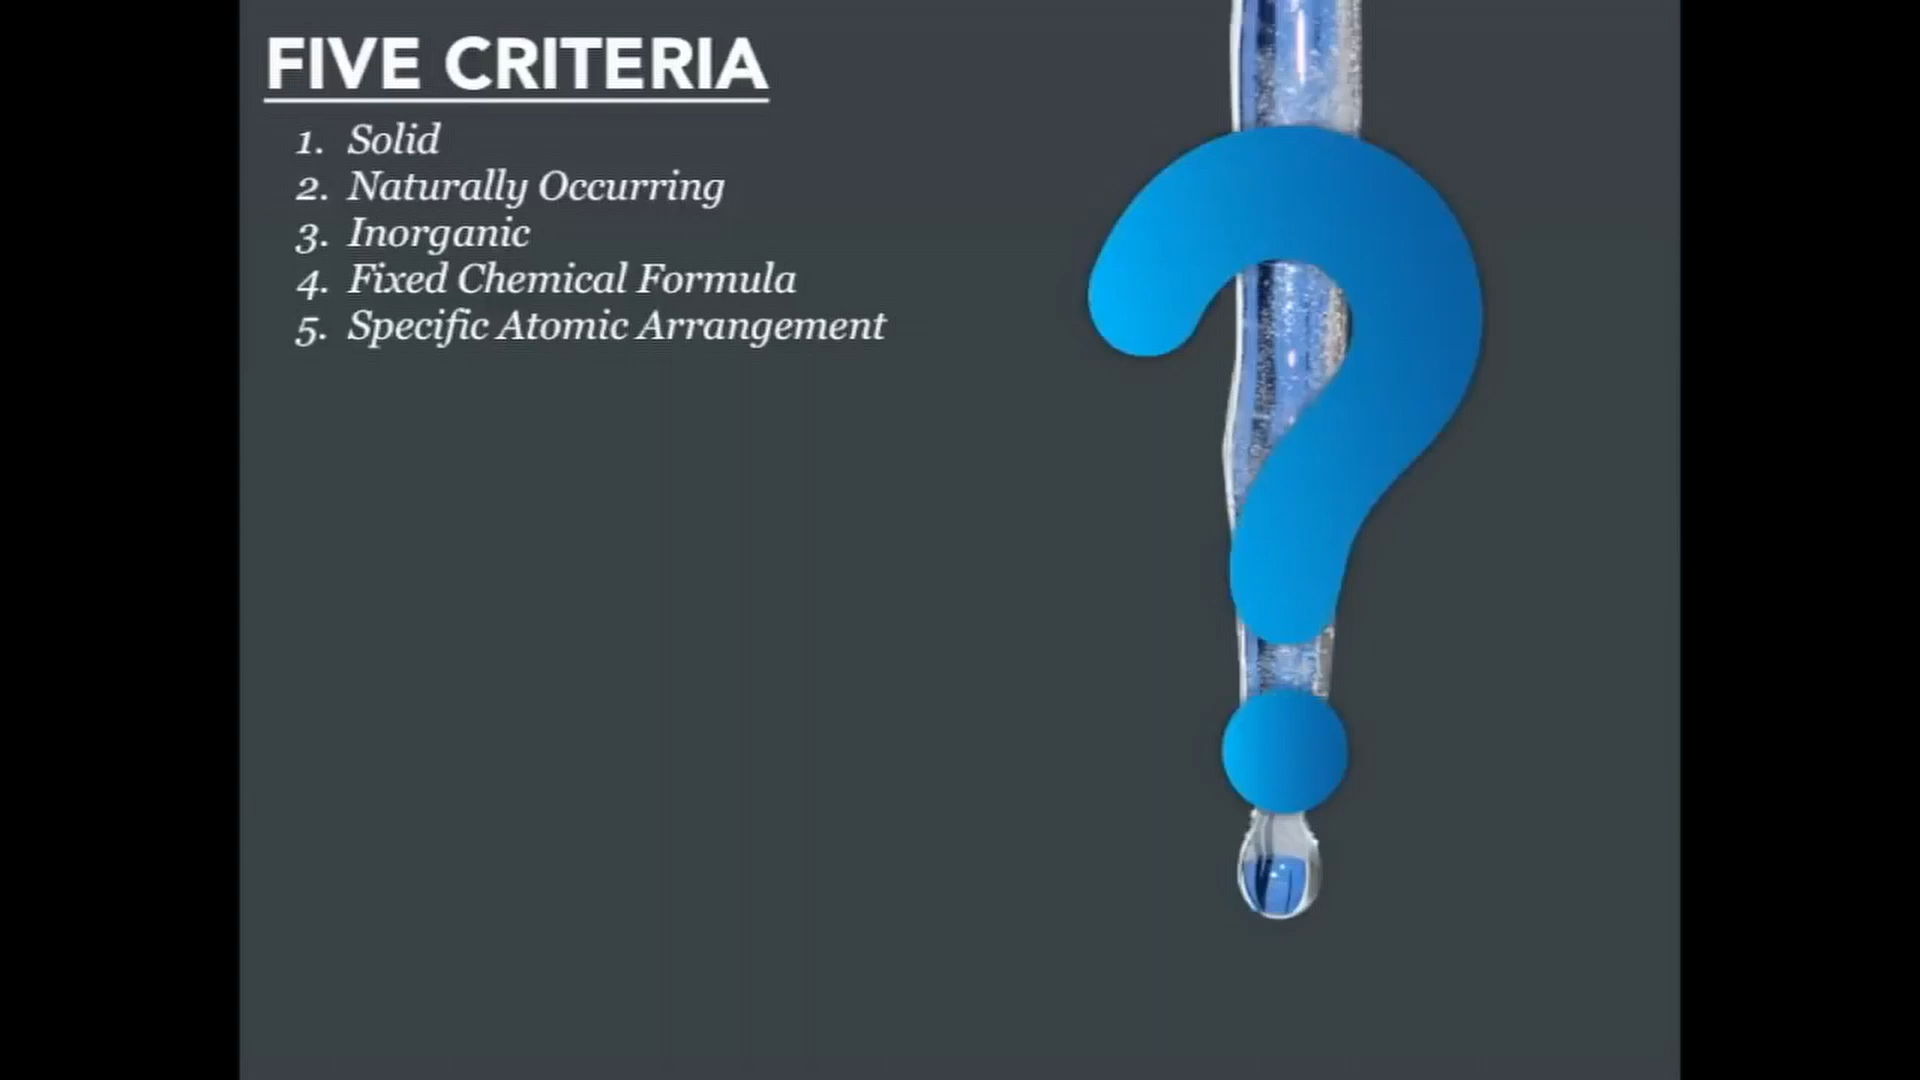 FIVE CRITERIA
1. Solid
2. Naturally Occurring
3. Inorganic
4. Fixed Chemical Formula
5. Specific Atomic Arrangement
?